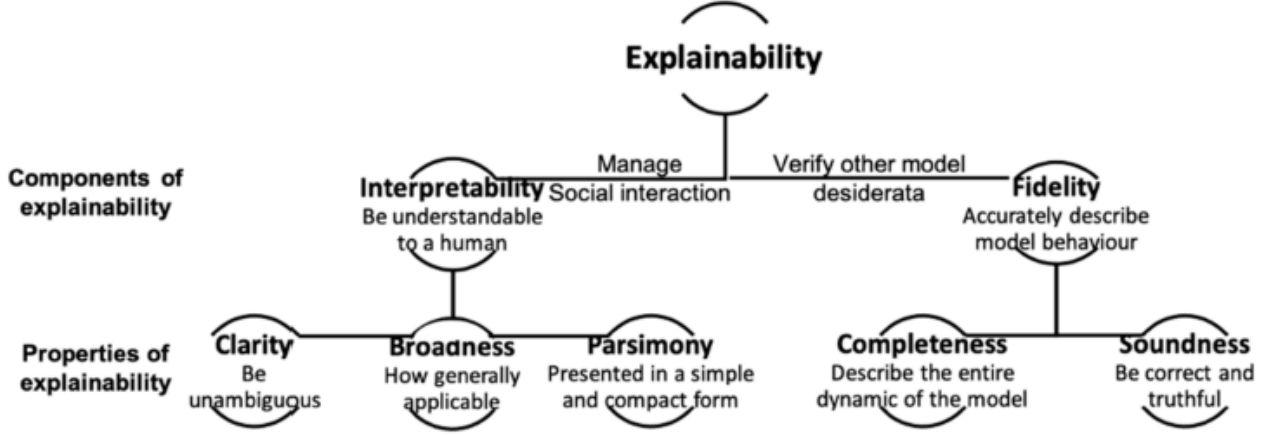 Explainability
Manage
Social interaction
Verify other model
desiderata
Components of
explainability
Interpretability
Be understandable
to a human
Fidelity
Accurately describe
model behaviour
Properties of
explainability
Clarity
Be
unambiguous
Broadness
How generally
applicable
Parsimony
Presented in a simple
and compact form
Completeness
Describe the entire
dynamic of the model
Soundness
Be correct and
truthful